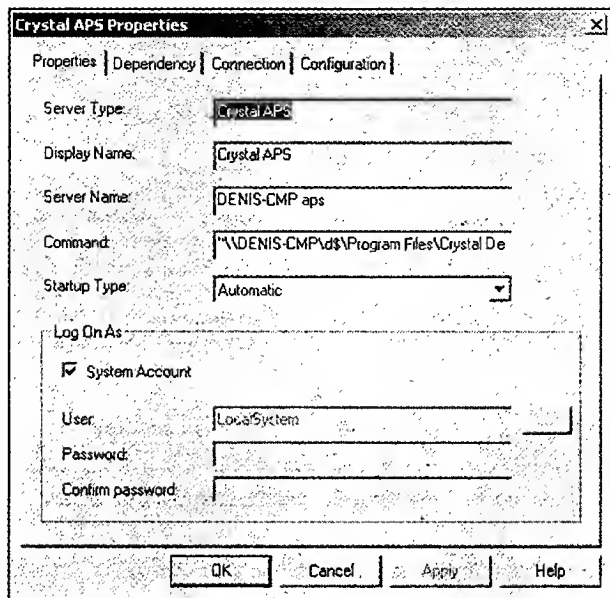 Crystal APS Properties
Properties Dependency Connection Configuration
Server Type: Crystal APS
Display Name: Crystal APS
Server Name: DENIS-CMP aps
Command: "\\DENIS-CMP\d$\Program Files\Crystal De
Startup Type: Automatic
Log On As
System Account
User LocalSystem
Password:
Confirm password:
OK Cancel Apply Help